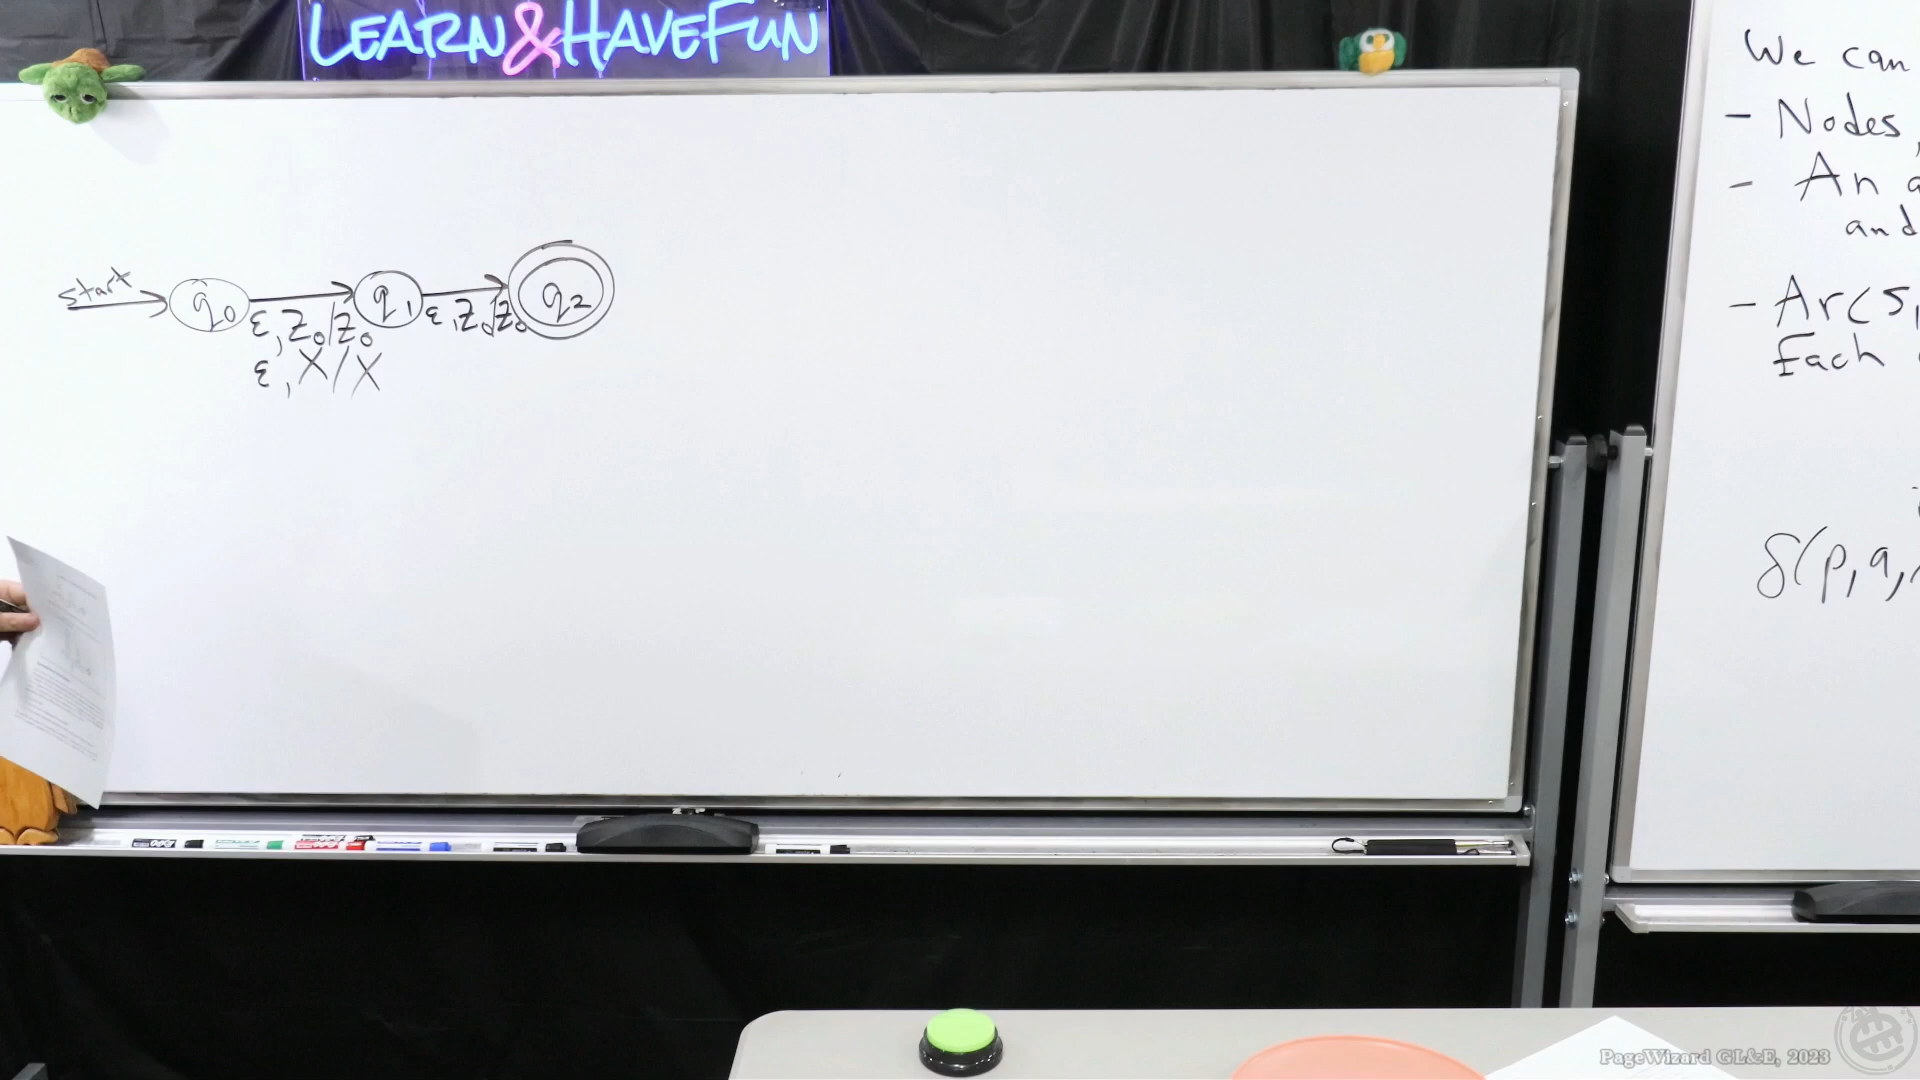 LEARN&HAVEFUN
start
q0
ε, Z0/Z0
ε, X/X
q1
ε, Z0/Z0
q2
We can
- Nodes,
- An a
and
- Arcs,
Each
δ(p, a,
EXPO
PageWizard GL&E, 2023